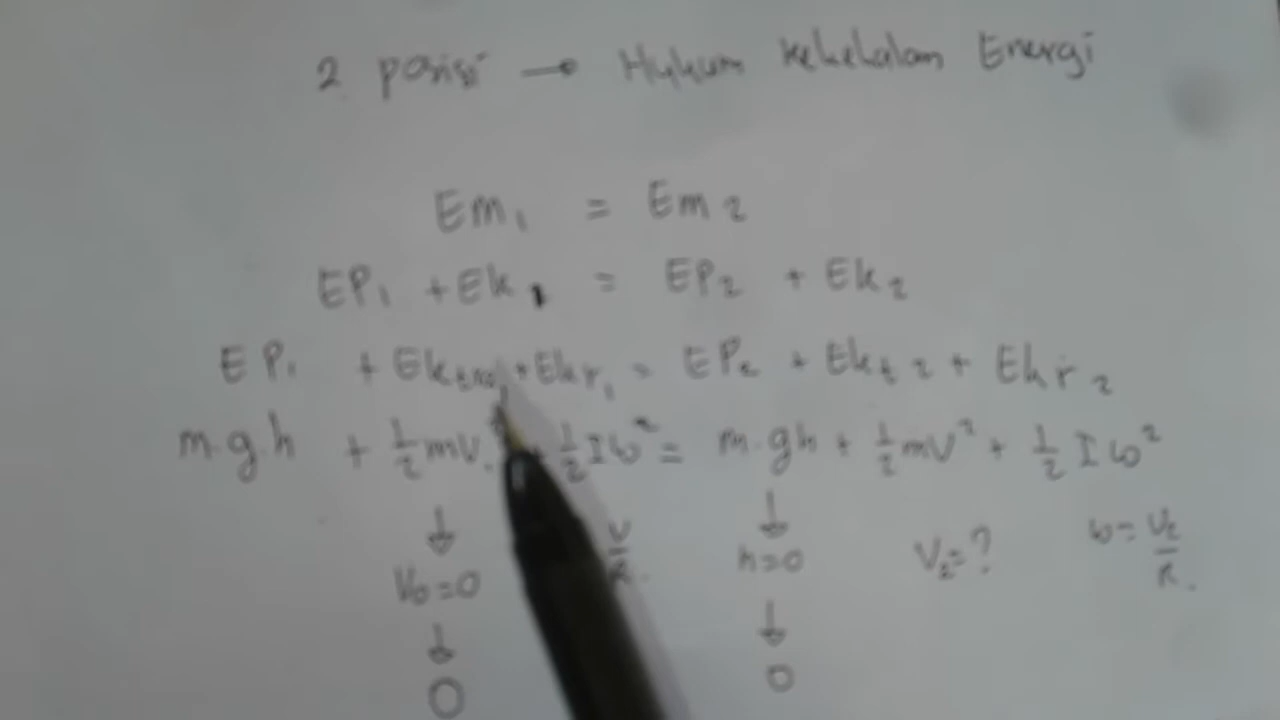 2 posisi → Hukum Kekekalan Energi
Em₁ = Em₂
EP₁ + Ek₁ = EP₂ + Ek₂
EP₁ + Ek + Ekr₁ = EP₂ + Ekt₂ + Ekr₂
m.g.h + ½mV + ½Iω² = m.gh + ½mV² + ½Iω²
↓ ↓
V₀=0 V/R h=0 V₂=? ω=V₂/R.
↓ ↓
0 0